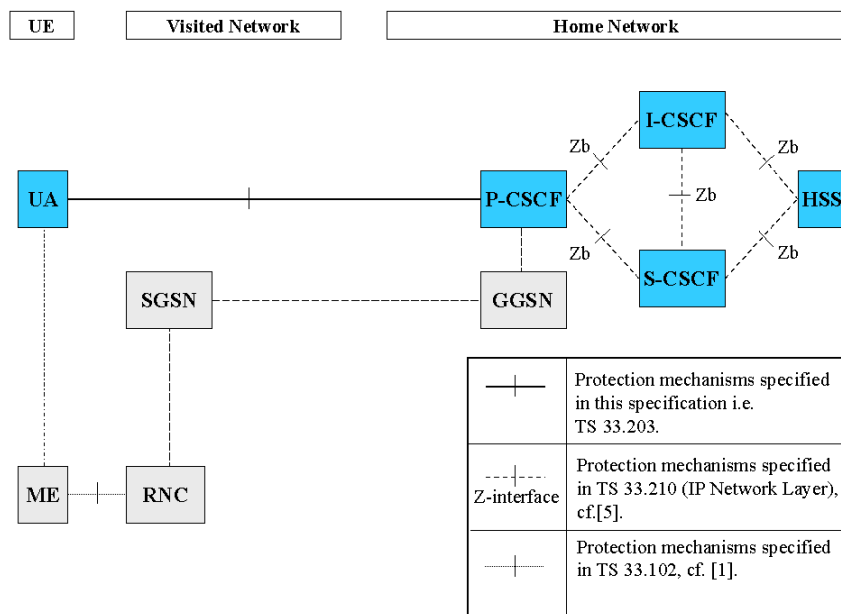 UE
Visited Network
Home Network
I-CSCF
Zb
Zb
UA
P-CSCF
Zb
HSS
Zb
Zb
S-CSCF
SGSN
GGSN
Protection mechanisms specified
in this specification i.e.
TS 33.203.
ME
RNC
Z-interface
Protection mechanisms specified
in TS 33.210 (IP Network Layer),
cf.[5].
Protection mechanisms specified
in TS 33.102, cf. [1].